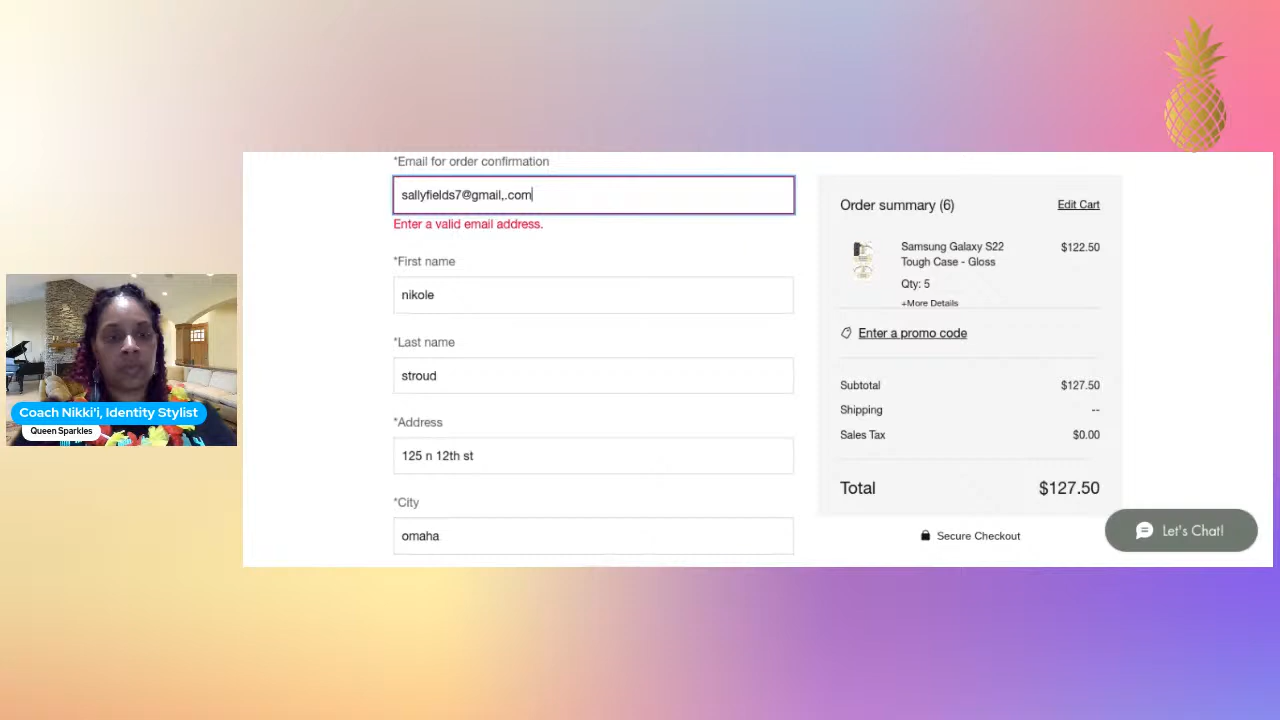 *Email for order confirmation
sallyfields7@gmail,.com
Enter a valid email address.
*First name
nikole
*Last name
stroud
*Address
125 n 12th st
*City
omaha
Order summary (6)
Edit Cart
Samsung Galaxy S22
Tough Case - Gloss
$122.50
Qty: 5
+More Details
Enter a promo code
Subtotal
$127.50
Shipping
--
Sales Tax
$0.00
Total
$127.50
Secure Checkout
Let's Chat!
Coach Nikki'i, Identity Stylist
Queen Sparkles